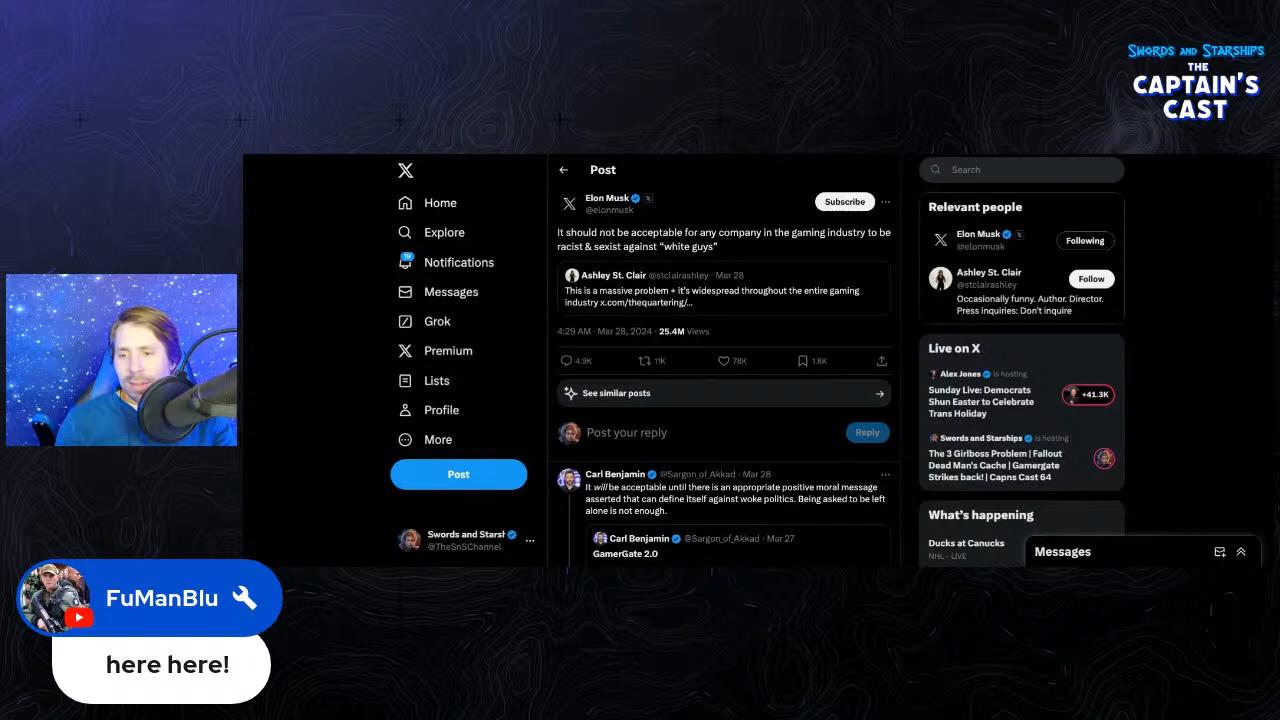 SWORDS AND STARSHIPS
THE
CAPTAIN'S
CAST
Home
Explore
19
Notifications
Messages
Grok
Premium
Lists
Profile
More
Post
Swords and Starsl
@TheSnSChannel
Post
Elon Musk
@elonmusk
Subscribe
It should not be acceptable for any company in the gaming industry to be
racist & sexist against “white guys”
Ashley St. Clair @stclairashley · Mar 28
This is a massive problem + it's widespread throughout the entire gaming
industry x.com/thequartering/...
4:29 AM · Mar 28, 2024 · 25.4M Views
4.9K 11K 78K 1.8K
See similar posts
Post your reply
Reply
Carl Benjamin @Sargon_of_Akkad · Mar 28
It will be acceptable until there is an appropriate positive moral message
asserted that can define itself against woke politics. Being asked to be left
alone is not enough.
Carl Benjamin @Sargon_of_Akkad · Mar 27
GamerGate 2.0
Search
Relevant people
Elon Musk
@elonmusk
Following
Ashley St. Clair
@stclairashley
Follow
Occasionally funny. Author. Director.
Press inquiries: Don't inquire
Live on X
Alex Jones is hosting
Sunday Live: Democrats
Shun Easter to Celebrate
Trans Holiday
+41.3K
Swords and Starships is hosting
The 3 Girlboss Problem | Fallout
Dead Man's Cache | Gamergate
Strikes back! | Capns Cast 64
What's happening
Ducks at Canucks
NHL · LIVE
Messages
FuManBlu
here here!